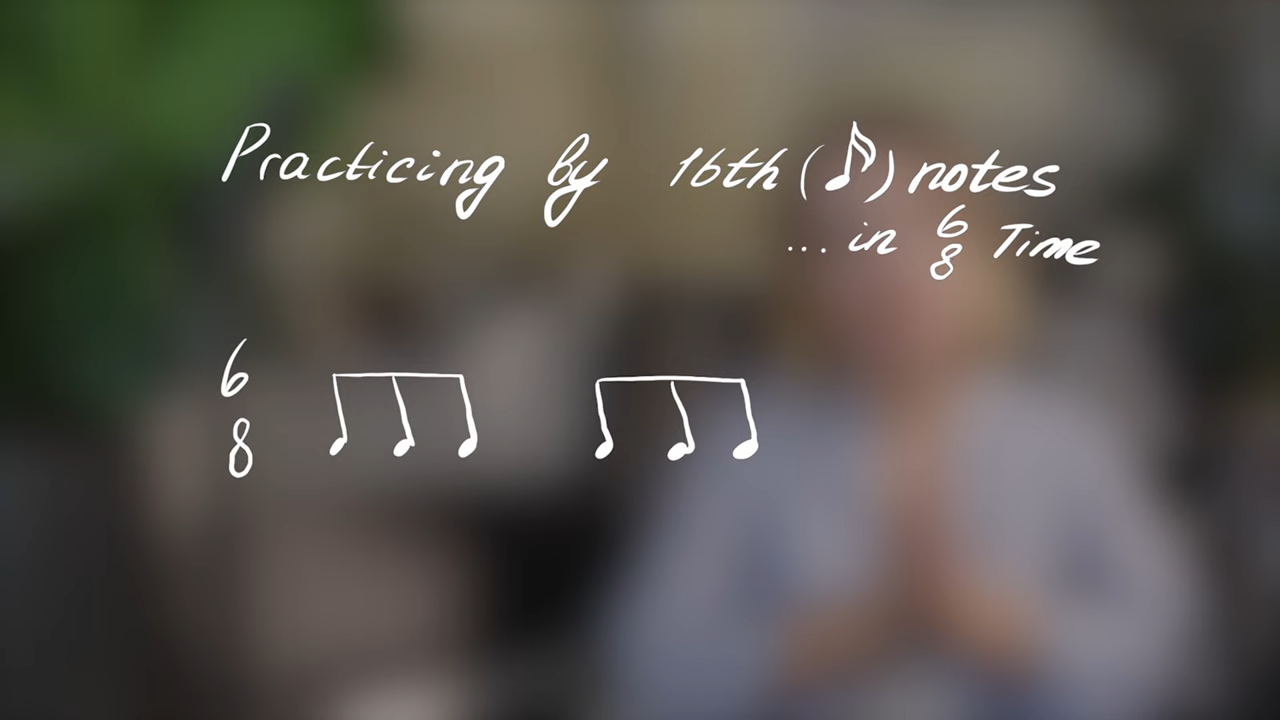 Practicing by 16th (𝅘𝅥𝅯) notes
... in 6/8 Time
6
8